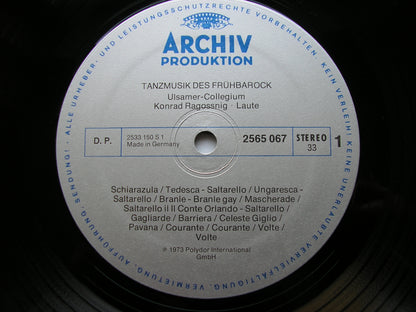 - UND LEISTUNGSSCHUTZRECHTE VORBEHALTEN · KEIN VERLEIH! KEINE UNERLAUBTE VERVIELFÄLTIGUNG, VERMIETUNG, AUFFÜHRUNG, SENDUNG! · ALLE URHEBER-
ARCHIV
PRODUKTION
TANZMUSIK DES FRÜHBAROCK
Ulsamer-Collegium
Konrad Ragossnig - Laute
D. P.
2533 150 S 1
Made in Germany
2565 067
STEREO
33
1
Schiarazula / Tedesca - Saltarello / Ungaresca -
Saltarello / Branle - Branle gay / Mascherade /
Saltarello il Il Conte Orlando - Saltarello /
Gagliarde / Barriera / Celeste Giglio /
Pavana / Courante / Courante / Volte /
Volte
℗ 1973 Polydor International
GmbH